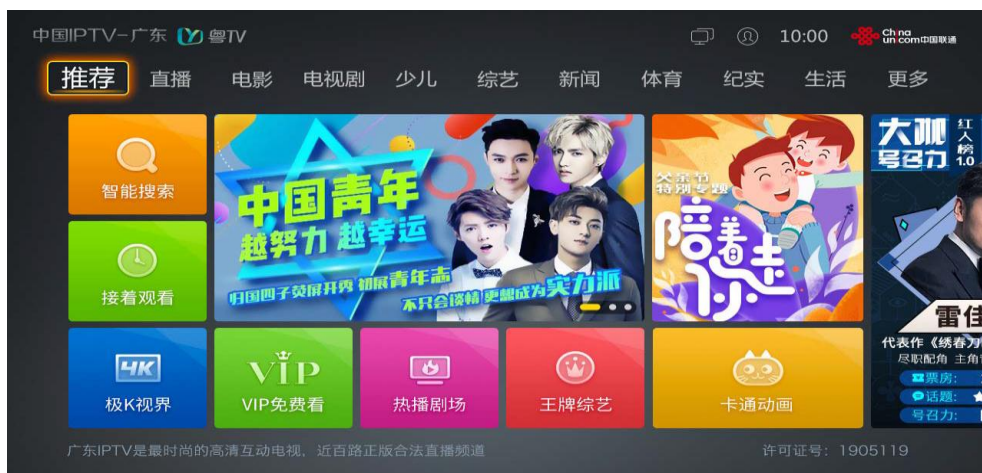 中国IPTV-广东 粤TV
10:00
China unicom中国联通
推荐 直播 电影 电视剧 少儿 综艺 新闻 体育 纪实 生活 更多
智能搜索
接着观看
中国青年
越努力 越幸运
归国四子荧屏开秀 初展青年志
不只会谈情 更想成为实力派
父亲节
特别专题
陪着你走
大咖
号召力
红人榜
1.0
雷佳
代表作《绣春刀
尽职配角 主角
票房:
话题:
号召力:
4K
极K视界
VIP
VIP免费看
热播剧场
王牌综艺
卡通动画
广东IPTV是最时尚的高清互动电视,近百路正版合法直播频道
许可证号:1905119